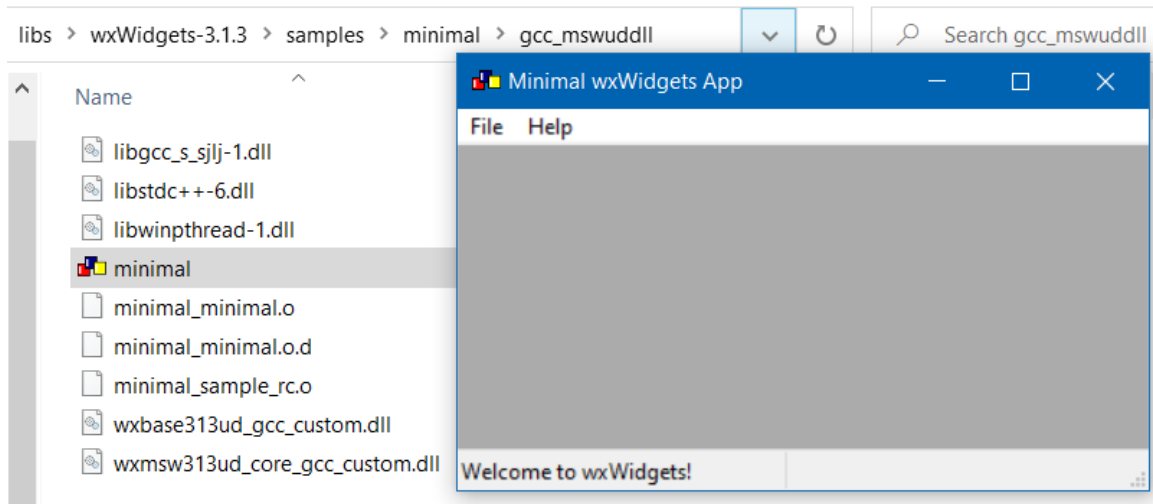 libs > wxWidgets-3.1.3 > samples > minimal > gcc_mswuddll
Search gcc_mswuddll
Name
libgcc_s_sjlj-1.dll
libstdc++-6.dll
libwinpthread-1.dll
minimal
minimal_minimal.o
minimal_minimal.o.d
minimal_sample_rc.o
wxbase313ud_gcc_custom.dll
wxmsw313ud_core_gcc_custom.dll
Minimal wxWidgets App
File Help
Welcome to wxWidgets!